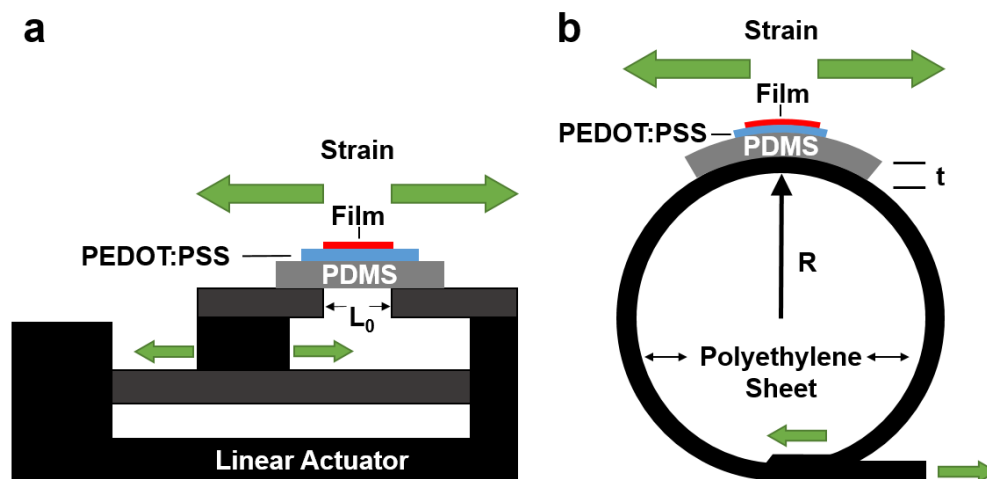 a
Strain
Film
PEDOT:PSS
PDMS
L₀
Linear Actuator
b
Strain
Film
PEDOT:PSS
PDMS
t
R
Polyethylene
Sheet